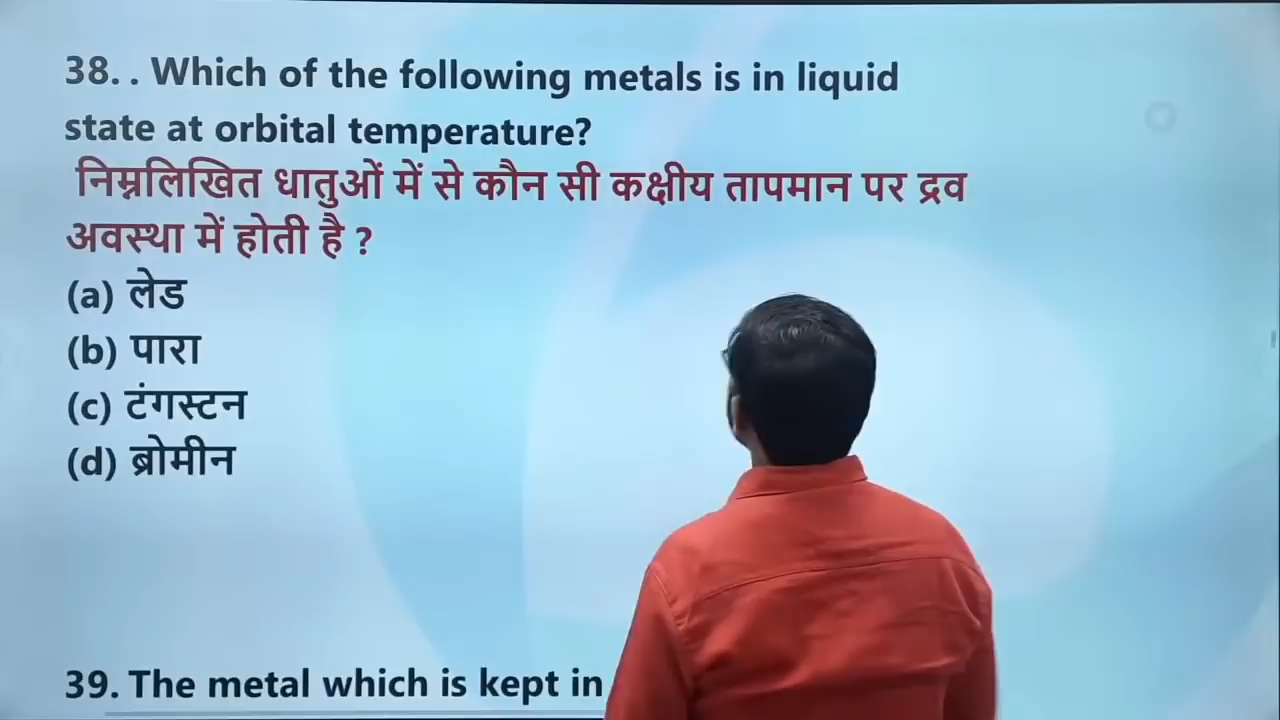 38. . Which of the following metals is in liquid
state at orbital temperature?
निम्नलिखित धातुओं में से कौन सी कक्षीय तापमान पर द्रव
अवस्था में होती है ?
(a) लेड
(b) पारा
(c) टंगस्टन
(d) ब्रोमीन
39. The metal which is kept in